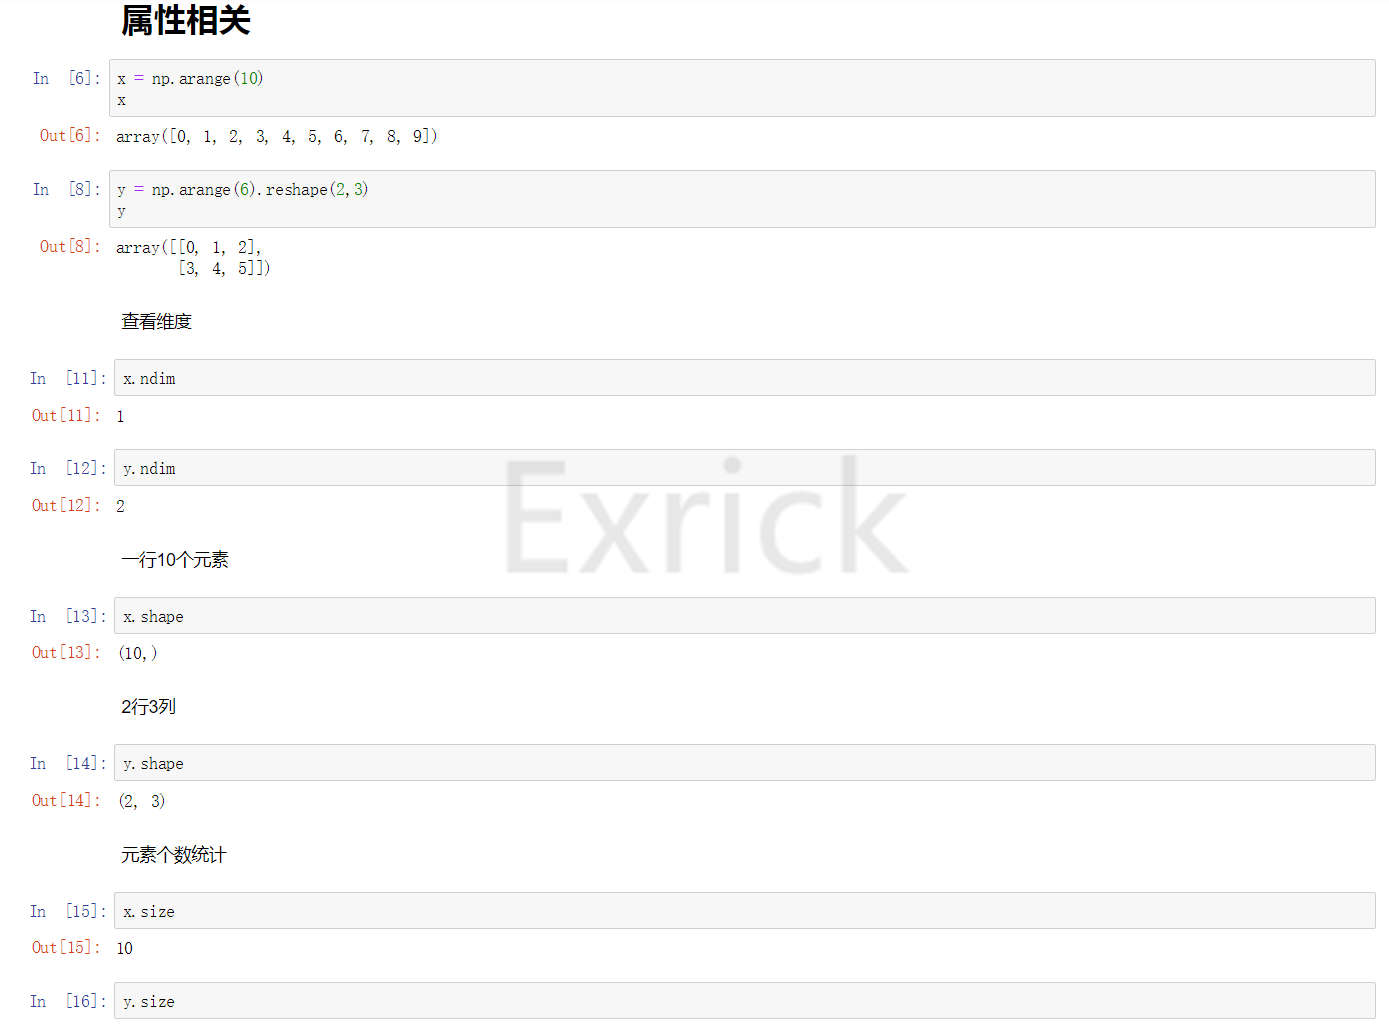 属性相关
In [6]: x = np.arange(10)
x
Out[6]: array([0, 1, 2, 3, 4, 5, 6, 7, 8, 9])
In [8]: y = np.arange(6).reshape(2,3)
y
Out[8]: array([[0, 1, 2],
[3, 4, 5]])
查看维度
In [11]: x.ndim
Out[11]: 1
In [12]: y.ndim
Out[12]: 2
Exrick
一行10个元素
In [13]: x.shape
Out[13]: (10,)
2行3列
In [14]: y.shape
Out[14]: (2, 3)
元素个数统计
In [15]: x.size
Out[15]: 10
In [16]: y.size